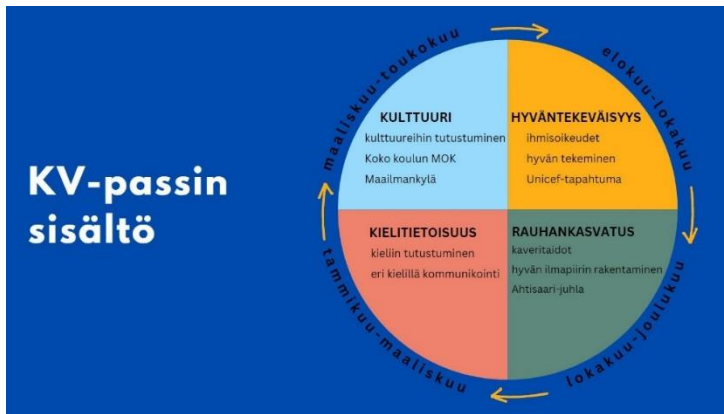 KV-passin
sisältö
maaliskuu-toukokuu
elokuu-lokakuu
KULTTUURI
kulttuureihin tutustuminen
Koko koulun MOK
Maailmankylä
HYVÄNTEKEVÄISYYS
ihmisoikeudet
hyvän tekeminen
Unicef-tapahtuma
KIELITIETOISUUS
kieliin tutustuminen
eri kielillä kommunikointi
RAUHANKASVATUS
kaveritaidot
hyvän ilmapiirin rakentaminen
Ahtisaari-juhla
tammikuu-maaliskuu
lokakuu-joulukuu